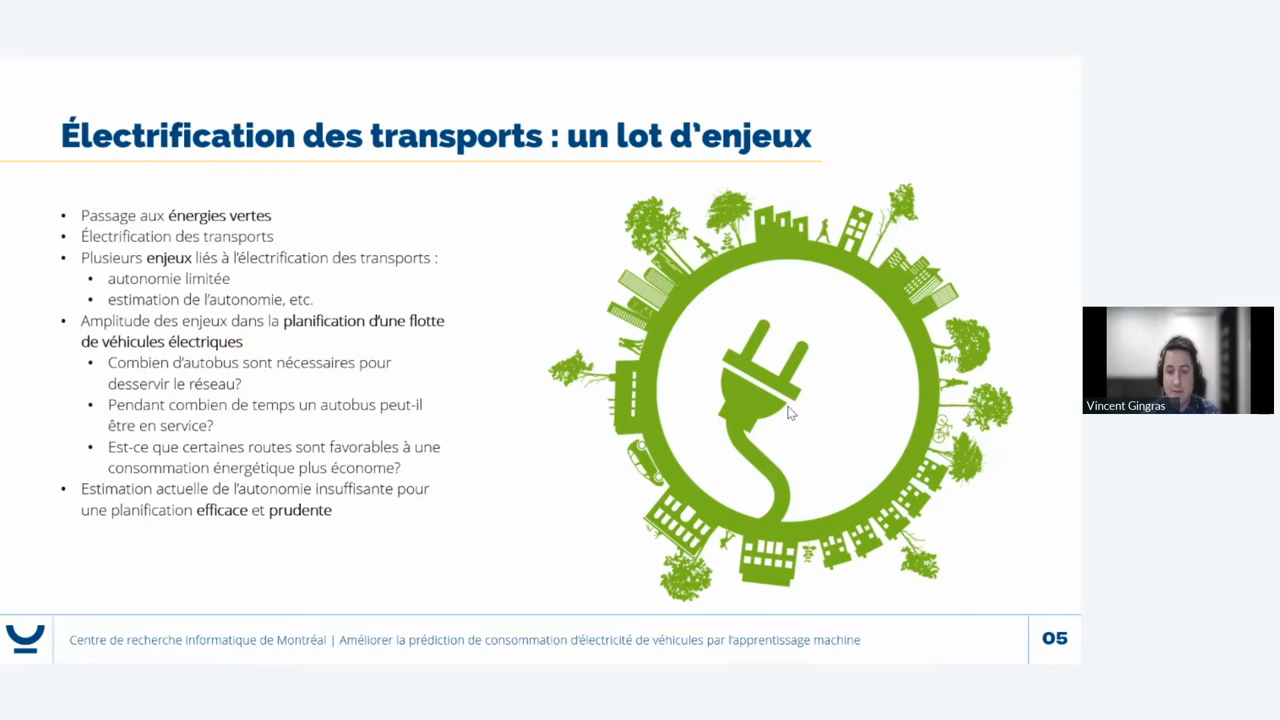 Électrification des transports : un lot d'enjeux
• Passage aux énergies vertes
• Électrification des transports
• Plusieurs enjeux liés à l'électrification des transports :
• autonomie limitée
• estimation de l'autonomie, etc.
• Amplitude des enjeux dans la planification d'une flotte
de véhicules électriques
• Combien d'autobus sont nécessaires pour
desservir le réseau?
• Pendant combien de temps un autobus peut-il
être en service?
• Est-ce que certaines routes sont favorables à une
consommation énergétique plus économe?
• Estimation actuelle de l'autonomie insuffisante pour
une planification efficace et prudente
Vincent Gingras
Centre de recherche informatique de Montréal | Améliorer la prédiction de consommation d'électricité de véhicules par l'apprentissage machine
05